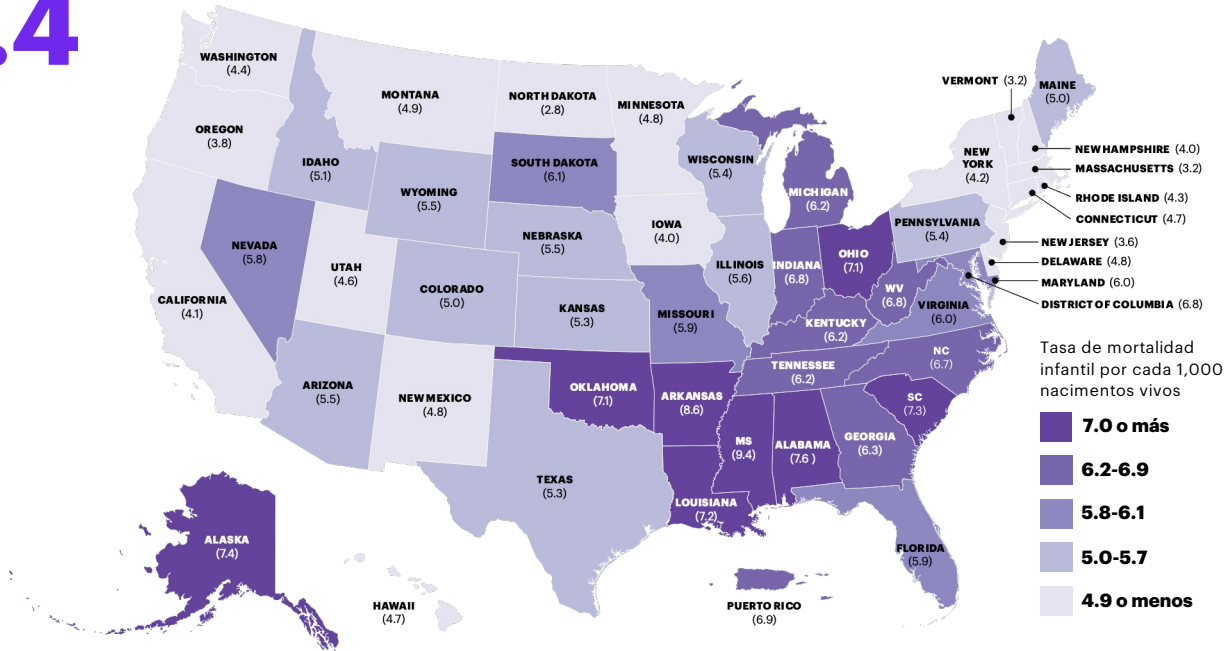 .4
WASHINGTON
(4.4)
MONTANA
(4.9)
NORTH DAKOTA
(2.8)
MINNESOTA
(4.8)
VERMONT (3.2)
MAINE
(5.0)
OREGON
(3.8)
IDAHO
(5.1)
WYOMING
(5.5)
SOUTH DAKOTA
(6.1)
WISCONSIN
(5.4)
MICHIGAN
(6.2)
NEW
YORK
(4.2)
NEW HAMPSHIRE (4.0)
MASSACHUSETTS (3.2)
RHODE ISLAND (4.3)
CONNECTICUT (4.7)
NEW JERSEY (3.6)
DELAWARE (4.8)
MARYLAND (6.0)
DISTRICT OF COLUMBIA (6.8)
NEVADA
(5.8)
UTAH
(4.6)
COLORADO
(5.0)
NEBRASKA
(5.5)
IOWA
(4.0)
ILLINOIS
(5.6)
INDIANA
(6.8)
OHIO
(7.1)
PENNSYLVANIA
(5.4)
CALIFORNIA
(4.1)
KANSAS
(5.3)
MISSOURI
(5.9)
KENTUCKY
(6.2)
WV
(6.8)
VIRGINIA
(6.0)
ARIZONA
(5.5)
NEW MEXICO
(4.8)
OKLAHOMA
(7.1)
ARKANSAS
(8.6)
TENNESSEE
(6.2)
NC
(6.7)
SC
(7.3)
TEXAS
(5.3)
LOUISIANA
(7.2)
MS
(9.4)
ALABAMA
(7.6 )
GEORGIA
(6.3)
FLORIDA
(5.9)
ALASKA
(7.4)
HAWAII
(4.7)
PUERTO RICO
(6.9)
Tasa de mortalidad
infantil por cada 1,000
nacimentos vivos
7.0 o más
6.2-6.9
5.8-6.1
5.0-5.7
4.9 o menos